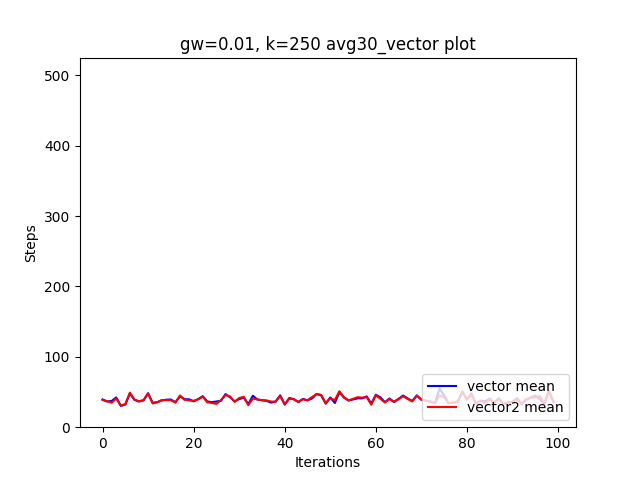 gw=0.01, k=250 avg30_vector plot
500
400
300
200
100
0
Steps
vector mean
vector2 mean
0 20 40 60 80 100
Iterations